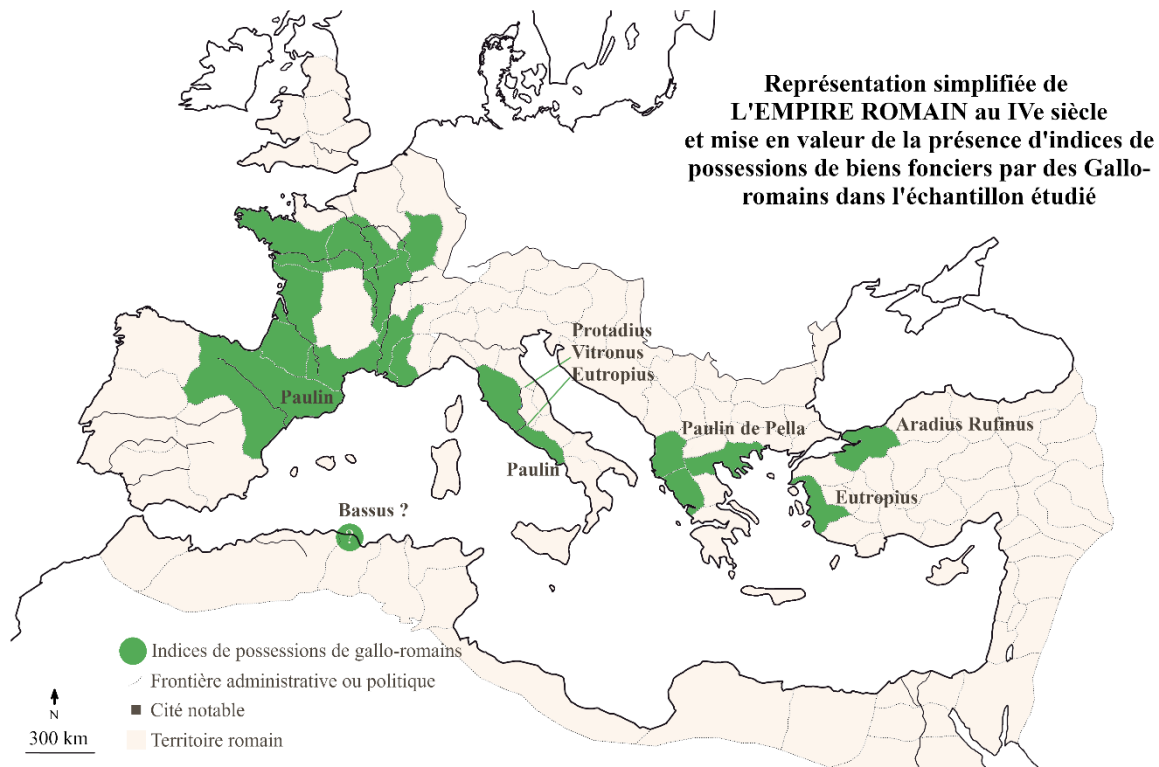 Représentation simplifiée de
L'EMPIRE ROMAIN au IVe siècle
et mise en valeur de la présence d'indices de
possessions de biens fonciers par des Gallo-
romains dans l'échantillon étudié
Protadius
Vitronus
Eutropius
Paulin
Paulin de Pella
Aradius Rufinus
Paulin
Eutropius
Bassus ?
?
Indices de possessions de gallo-romains
Frontière administrative ou politique
Cité notable
Territoire romain
N
300 km